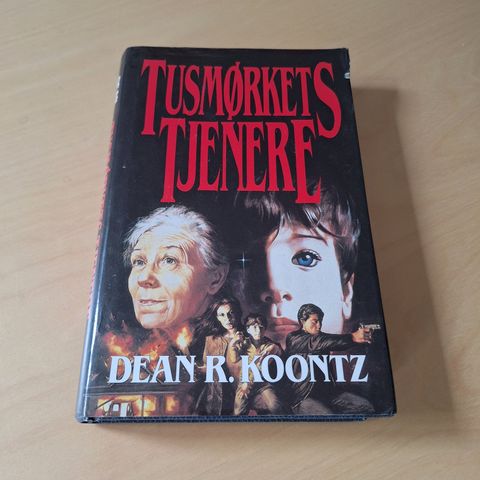 TUSMØRKETS
TJENERE
DEAN R. KOONTZ